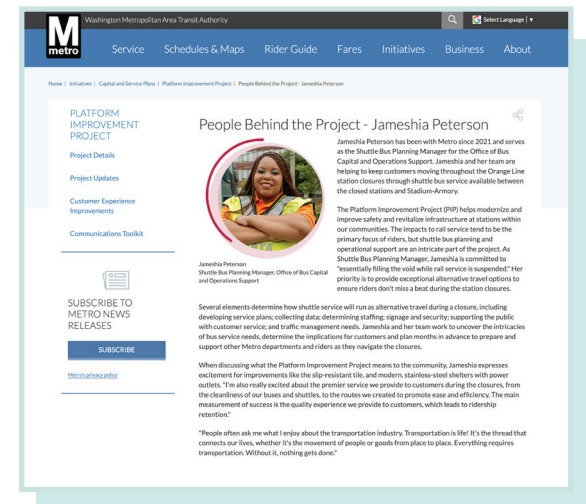 Washington Metropolitan Area Transit Authority
Select Language | ▼
M
metro
Service Schedules & Maps Rider Guide Fares Initiatives Business About
Home | Initiatives | Capital and Service Plans | Platform Improvement Project | People Behind the Project - Jameshia Peterson
PLATFORM
IMPROVEMENT
PROJECT
Project Details
Project Updates
Customer Experience
Improvements
Communications Toolkit
SUBSCRIBE TO
METRO NEWS
RELEASES
SUBSCRIBE
Metro's privacy policy
People Behind the Project - Jameshia Peterson
Jameshia Peterson
Shuttle Bus Planning Manager, Office of Bus Capital
and Operations Support
Jameshia Peterson has been with Metro since 2021 and serves
as the Shuttle Bus Planning Manager for the Office of Bus
Capital and Operations Support. Jameshia and her team are
helping to keep customers moving throughout the Orange Line
station closures through shuttle bus service available between
the closed stations and Stadium-Armory.
The Platform Improvement Project (PIP) helps modernize and
improve safety and revitalize infrastructure at stations within
our communities. The impacts to rail service tend to be the
primary focus of riders, but shuttle bus planning and
operational support are an intricate part of the project. As
Shuttle Bus Planning Manager, Jameshia is committed to
"essentially filling the void while rail service is suspended." Her
priority is to provide exceptional alternative travel options to
ensure riders don't miss a beat during the station closures.
Several elements determine how shuttle service will run as alternative travel during a closure, including
developing service plans; collecting data; determining staffing; signage and security; supporting the public
with customer service; and traffic management needs. Jameshia and her team work to uncover the intricacies
of bus service needs, determine the implications for customers and plan months in advance to prepare and
support other Metro departments and riders as they navigate the closures.
When discussing what the Platform Improvement Project means to the community, Jameshia expresses
excitement for improvements like the slip-resistant tile, and modern, stainless-steel shelters with power
outlets. "I'm also really excited about the premier service we provide to customers during the closures, from
the cleanliness of our buses and shuttles, to the routes we created to promote ease and efficiency. The main
measurement of success is the quality experience we provide to customers, which leads to ridership
retention."
"People often ask me what I enjoy about the transportation industry. Transportation is life! It's the thread that
connects our lives, whether it's the movement of people or goods from place to place. Everything requires
transportation. Without it, nothing gets done."